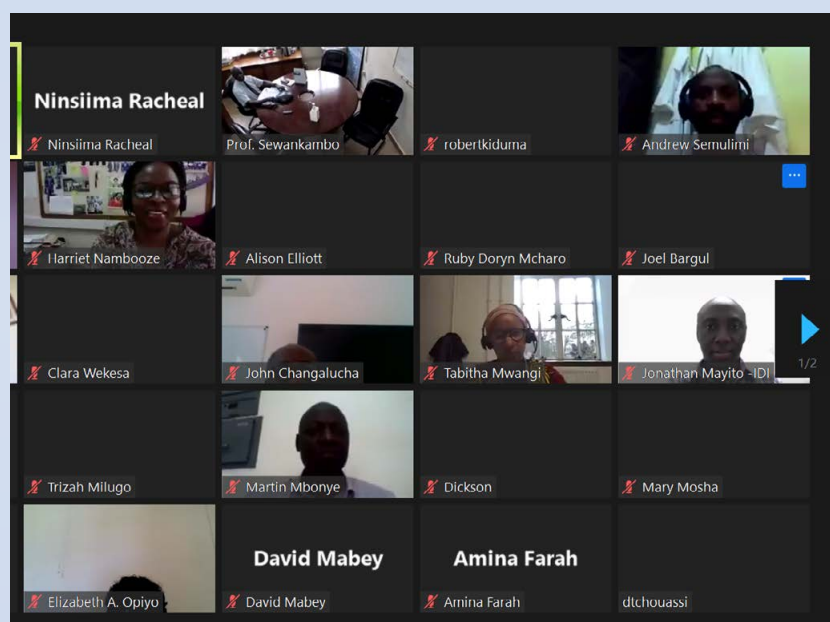 Ninsiima Racheal
Ninsiima Racheal
Prof. Sewankambo
robertkiduma
Andrew Semulimi
Harriet Nambooze
Alison Elliott
Ruby Doryn Mcharo
Joel Bargul
Clara Wekesa
John Changalucha
Tabitha Mwangi
Jonathan Mayito -IDI
1/2
Trizah Milugo
Martin Mbonye
Dickson
Mary Mosha
Elizabeth A. Opiyo
David Mabey
David Mabey
Amina Farah
Amina Farah
dtchouassi